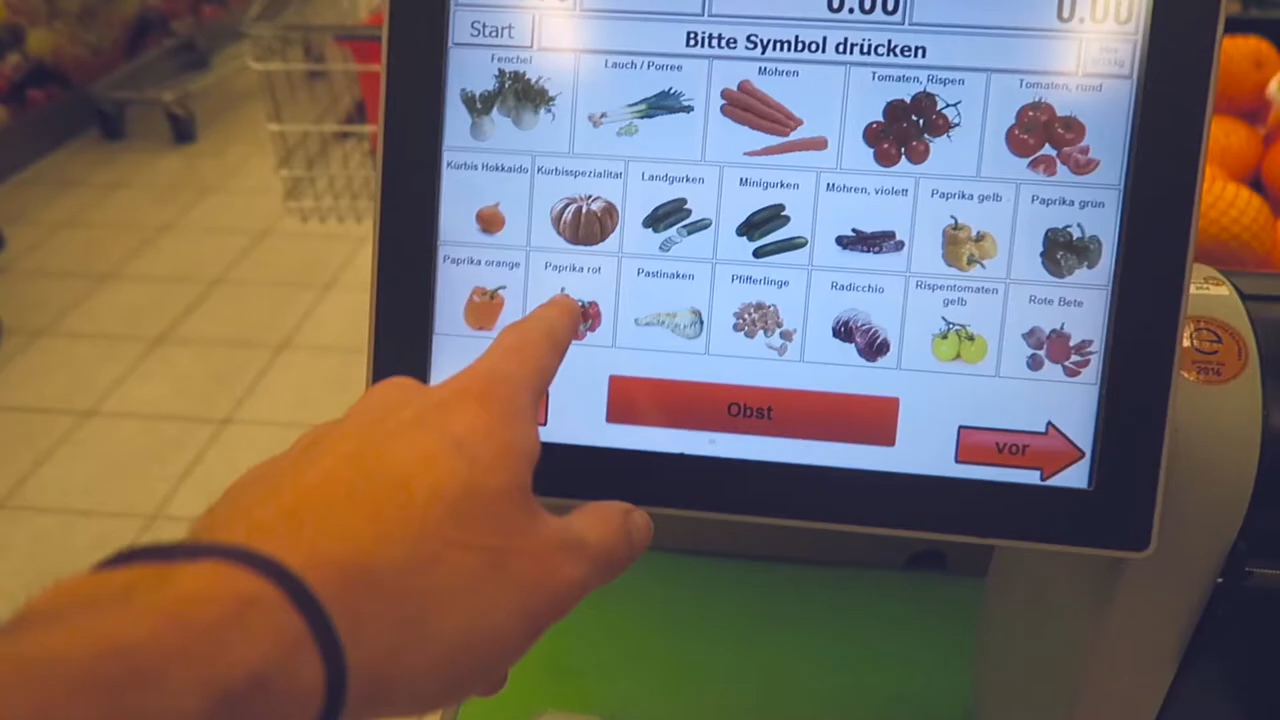 0.00
0.00
Start
Bitte Symbol drücken
Fenchel
Lauch / Porree
Möhren
Tomaten, Rispen
Tomaten, rund
Kürbis Hokkaido
Kürbisspezialität
Landgurken
Minigurken
Möhren, violett
Paprika gelb
Paprika grün
Paprika orange
Paprika rot
Pastinaken
Pfifferlinge
Radicchio
Rispentomaten
gelb
Rote Bete
Obst
vor
2016